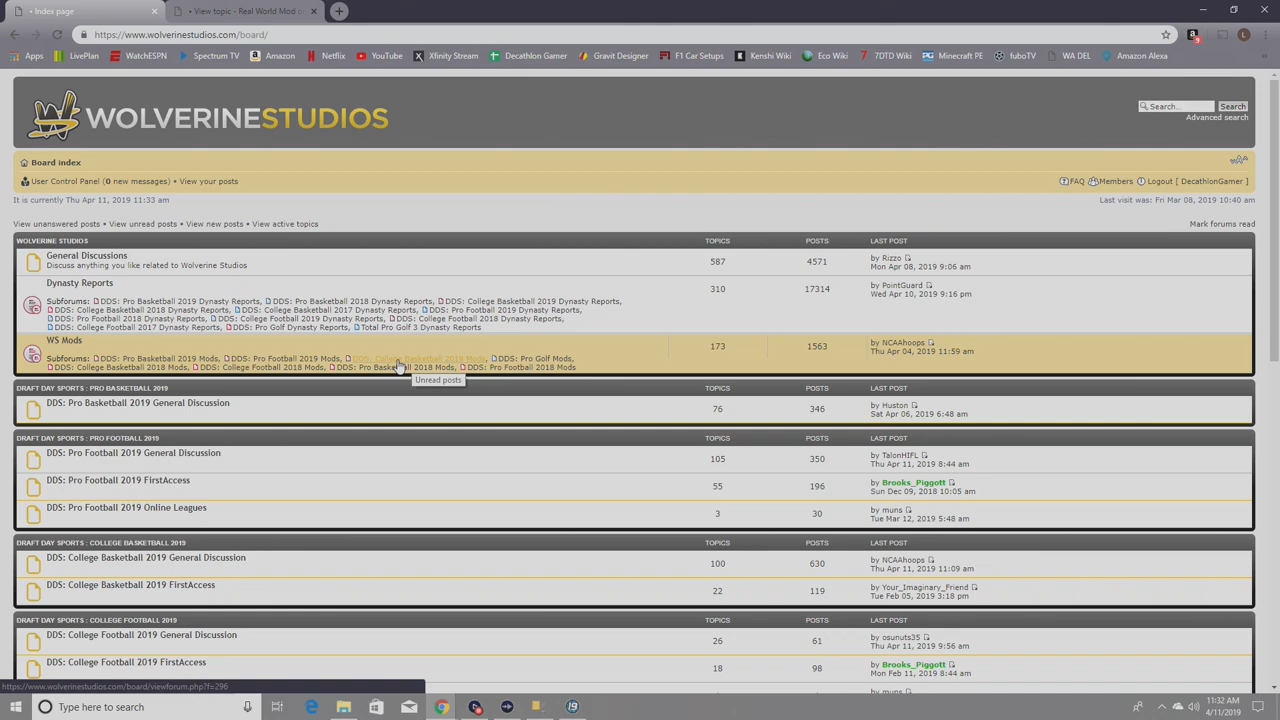 • Index page
• View topic - Real World Mod o
https://www.wolverinestudios.com/board/
Apps LivePlan WatchESPN Spectrum TV Amazon Netflix YouTube Xfinity Stream Decathlon Gamer Gravit Designer F1 Car Setups Kenshi Wiki Eco Wiki 7DTD Wiki Minecraft PE fuboTV WA DEL Amazon Alexa
WOLVERINESTUDIOS
Search... Search
Advanced search
Board index
User Control Panel (0 new messages) • View your posts
FAQ Members Logout [ DecathlonGamer ]
It is currently Thu Apr 11, 2019 11:33 am
Last visit was: Fri Mar 08, 2019 10:40 am
View unanswered posts • View unread posts • View new posts • View active topics
Mark forums read
WOLVERINE STUDIOS TOPICS POSTS LAST POST
General Discussions
Discuss anything you like related to Wolverine Studios
587 4571
by Rizzo
Mon Apr 08, 2019 9:06 am
Dynasty Reports
Subforums: DDS: Pro Basketball 2019 Dynasty Reports, DDS: Pro Basketball 2018 Dynasty Reports, DDS: College Basketball 2019 Dynasty Reports,
DDS: College Basketball 2018 Dynasty Reports, DDS: College Basketball 2017 Dynasty Reports, DDS: Pro Football 2019 Dynasty Reports,
DDS: Pro Football 2018 Dynasty Reports, DDS: College Football 2019 Dynasty Reports, DDS: College Football 2018 Dynasty Reports,
DDS: College Football 2017 Dynasty Reports, DDS: Pro Golf Dynasty Reports, Total Pro Golf 3 Dynasty Reports
310 17314
by PointGuard
Wed Apr 10, 2019 9:16 pm
WS Mods
Subforums: DDS: Pro Basketball 2019 Mods, DDS: Pro Football 2019 Mods, DDS: College Basketball 2019 Mods, DDS: Pro Golf Mods,
DDS: College Basketball 2018 Mods, DDS: College Football 2018 Mods, DDS: Pro Basketball 2018 Mods, DDS: Pro Football 2018 Mods
Unread posts
173 1563
by NCAAhoops
Thu Apr 04, 2019 11:59 am
DRAFT DAY SPORTS : PRO BASKETBALL 2019 TOPICS POSTS LAST POST
DDS: Pro Basketball 2019 General Discussion
76 346
by Huston
Sat Apr 06, 2019 6:48 am
DRAFT DAY SPORTS : PRO FOOTBALL 2019 TOPICS POSTS LAST POST
DDS: Pro Football 2019 General Discussion
105 350
by TalonHIFL
Thu Apr 11, 2019 8:44 am
DDS: Pro Football 2019 FirstAccess
55 196
by Brooks_Piggott
Sun Dec 09, 2018 10:05 am
DDS: Pro Football 2019 Online Leagues
3 30
by muns
Tue Mar 12, 2019 5:48 am
DRAFT DAY SPORTS : COLLEGE BASKETBALL 2019 TOPICS POSTS LAST POST
DDS: College Basketball 2019 General Discussion
100 630
by NCAAhoops
Thu Apr 11, 2019 11:09 am
DDS: College Basketball 2019 FirstAccess
22 119
by Your_Imaginary_Friend
Tue Feb 05, 2019 3:18 pm
DRAFT DAY SPORTS : COLLEGE FOOTBALL 2019 TOPICS POSTS LAST POST
DDS: College Football 2019 General Discussion
26 61
by osunuts35
Thu Apr 11, 2019 9:56 am
DDS: College Football 2019 FirstAccess
18 98
by Brooks_Piggott
Mon Feb 11, 2019 8:44 am
by muns
https://www.wolverinestudios.com/board/viewforum.php?f=296
Type here to search
11:32 AM
4/11/2019